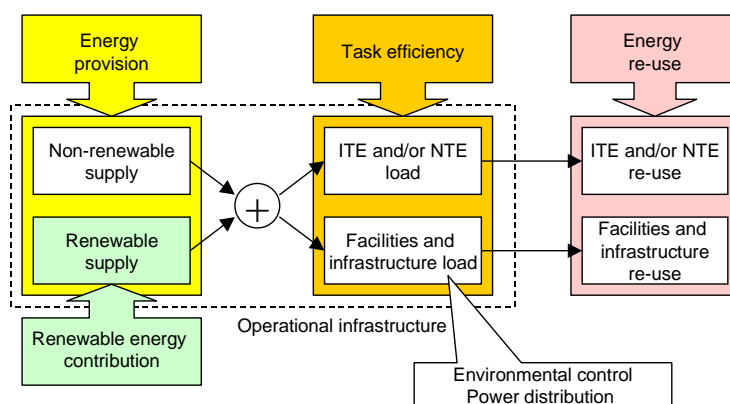 Energy
provision
Task efficiency
Energy
re-use
Non-renewable
supply
ITE and/or NTE
load
ITE and/or NTE
re-use
+
Renewable
supply
Facilities and
infrastructure load
Facilities and
infrastructure
re-use
Operational infrastructure
Renewable energy
contribution
Environmental control
Power distribution